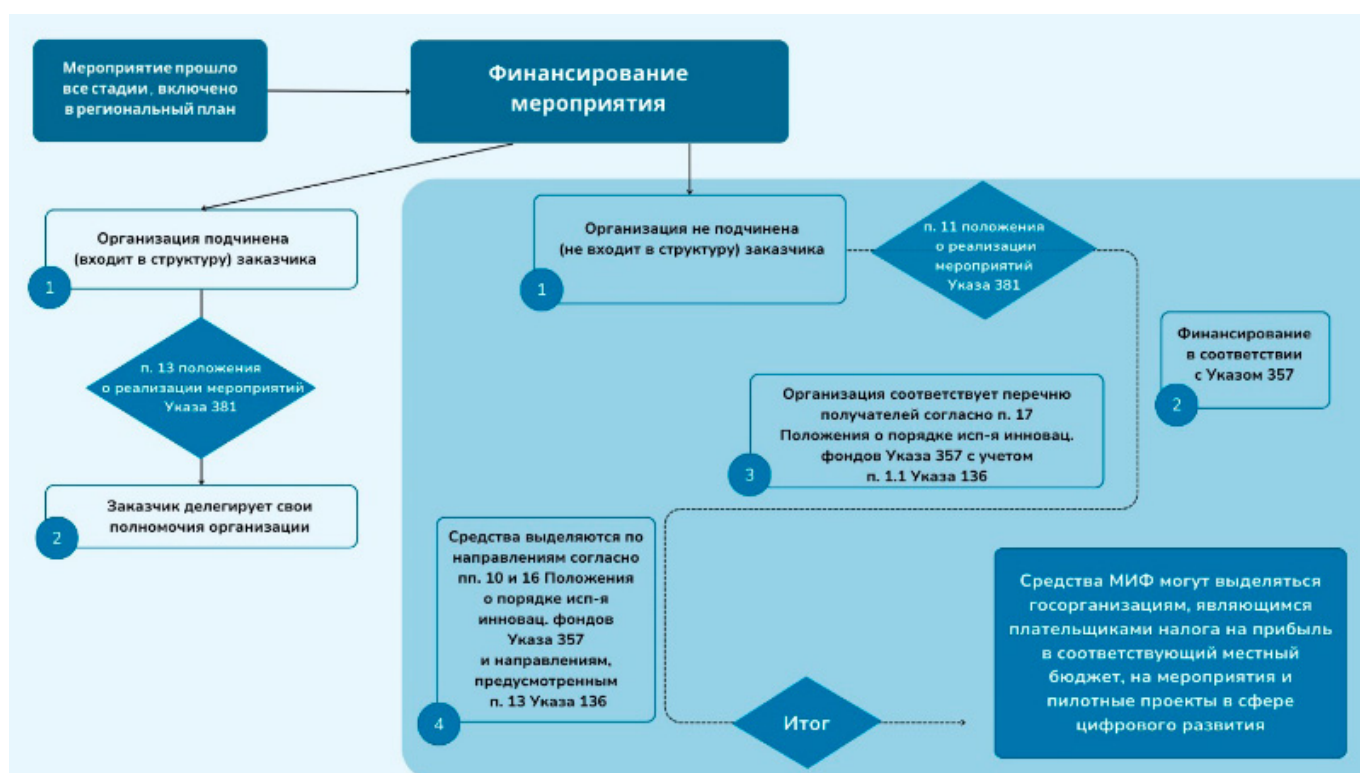 Мероприятие прошло
все стадии, включено
в региональный план
Финансирование
мероприятия
Организация подчинена
(входит в структуру) заказчика
1
п. 13 положения
о реализации мероприятий
Указа 381
Заказчик делегирует свои
полномочия организации
2
Организация не подчинена
(не входит в структуру) заказчика
1
п. 11 положения
о реализации
мероприятий
Указа 381
Финансирование
в соответствии
с Указом 357
2
Организация соответствует перечню
получателей согласно п. 17
Положения о порядке исп-я инновац.
фондов Указа 357 с учетом
п. 1.1 Указа 136
3
Средства выделяются по
направлениям согласно
пп. 10 и 16 Положения
о порядке исп-я
инновац. фондов
Указа 357
и направлениям,
предусмотренным
п. 13 Указа 136
4
Итог
Средства МИФ могут выделяться
госорганизациям, являющимся
плательщиками налога на прибыль
в соответствующий местный
бюджет, на мероприятия и
пилотные проекты в сфере
цифрового развития